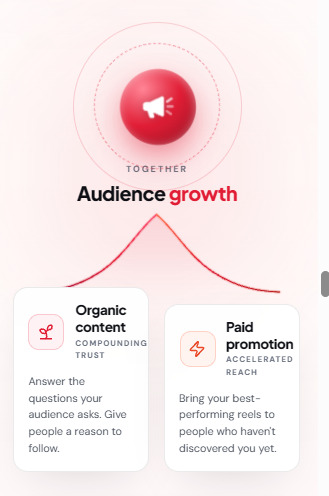 TOGETHER
Audience growth
Organic
content
COMPOUNDING
TRUST
Answer the
questions your
audience asks. Give
people a reason to
follow.
Paid
promotion
ACCELERATED
REACH
Bring your best-
performing reels to
people who haven't
discovered you yet.